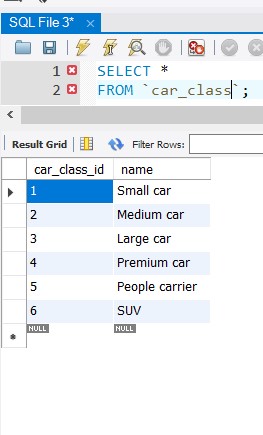 SQL File 3*
1 SELECT *
2 FROM `car_class`;
Result Grid Filter Rows:
car_class_id name
1 Small car
2 Medium car
3 Large car
4 Premium car
5 People carrier
6 SUV
NULL NULL